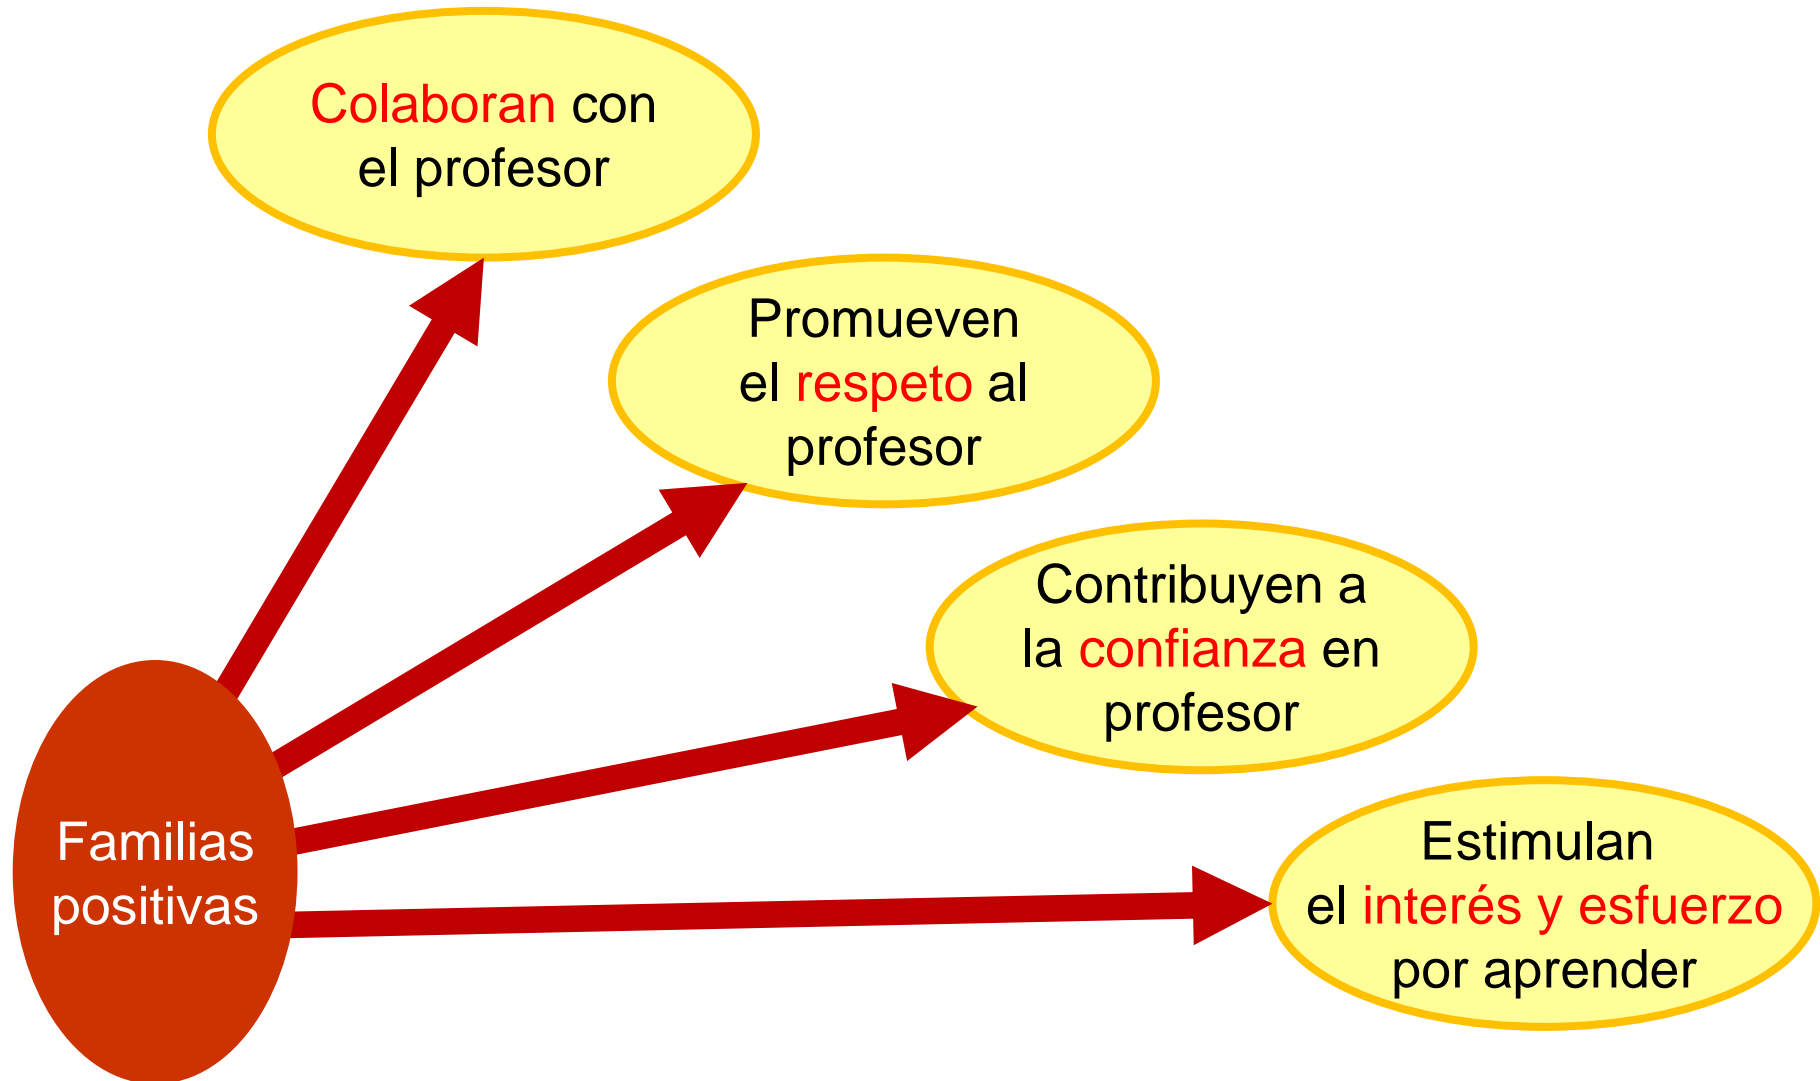 Colaboran con
el profesor
Promueven
el respeto al
profesor
Contribuyen a
la confianza en
profesor
Familias
positivas
Estimulan
el interés y esfuerzo
por aprender